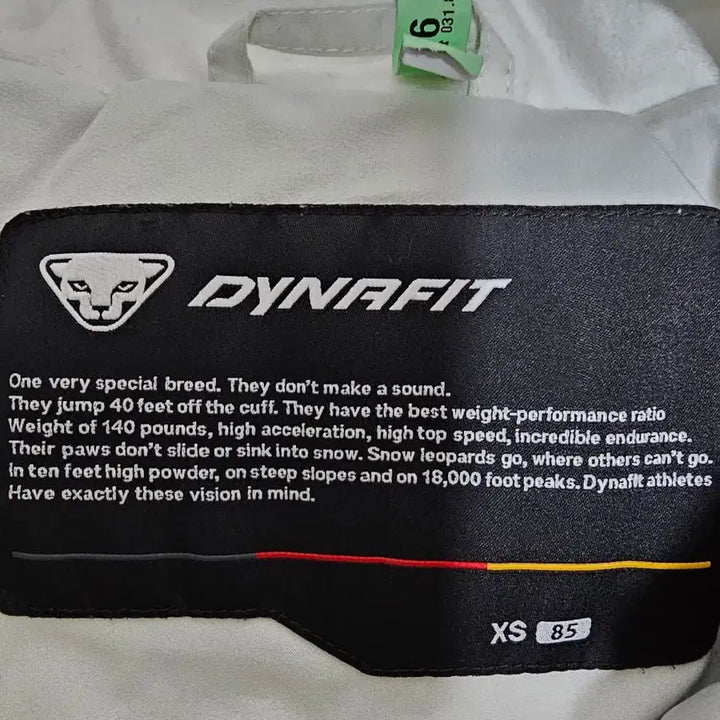 6
031.
DYNAFIT
One very special breed. They don't make a sound.
They jump 40 feet off the cuff. They have the best weight-performance ratio
Weight of 140 pounds, high acceleration, high top speed, incredible endurance.
Their paws don't slide or sink into snow. Snow leopards go, where others can't go.
In ten feet high powder, on steep slopes and on 18,000 foot peaks. Dynafit athletes
Have exactly these vision in mind.
XS 85